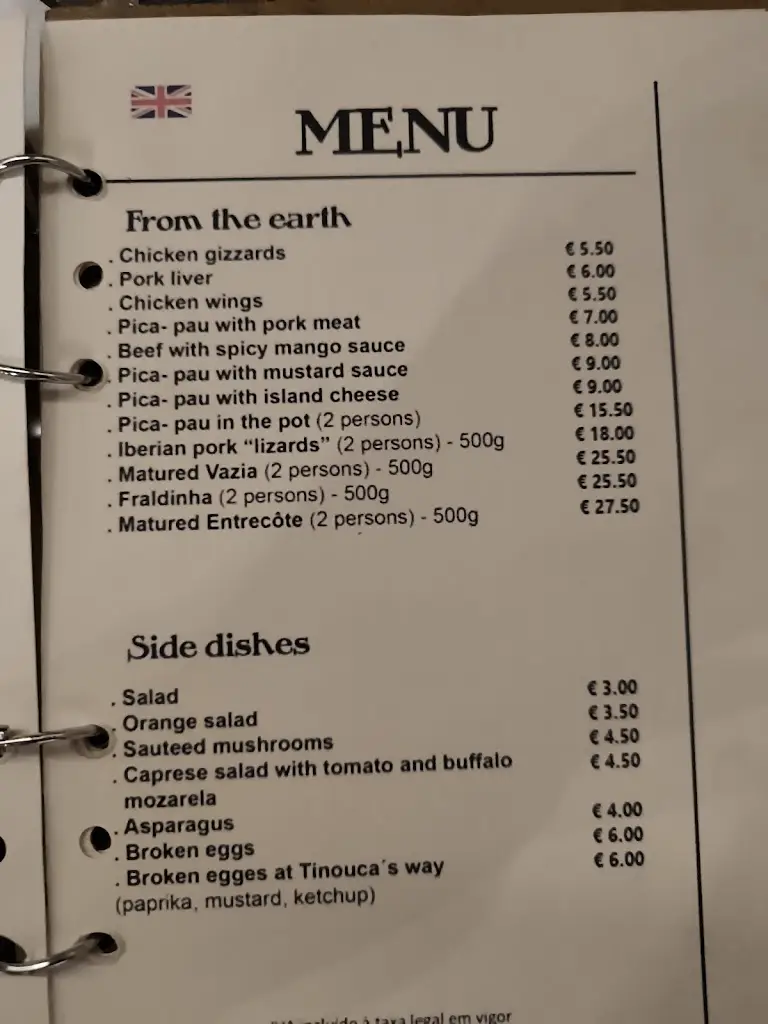 MENU
From the earth
. Chicken gizzards € 5.50
. Pork liver € 6.00
. Chicken wings € 5.50
. Pica- pau with pork meat € 7.00
. Beef with spicy mango sauce € 8.00
. Pica- pau with mustard sauce € 9.00
. Pica- pau with island cheese € 9.00
. Pica- pau in the pot (2 persons) € 15.50
. Iberian pork “lizards” (2 persons) - 500g € 18.00
. Matured Vazia (2 persons) - 500g € 25.50
. Fraldinha (2 persons) - 500g € 25.50
. Matured Entrecôte (2 persons) - 500g € 27.50
Side dishes
. Salad € 3.00
. Orange salad € 3.50
. Sauteed mushrooms € 4.50
. Caprese salad with tomato and buffalo € 4.50
mozarela
. Asparagus € 4.00
. Broken eggs € 6.00
. Broken egges at Tinouca´s way € 6.00
(paprika, mustard, ketchup)
à taxa legal em vigor